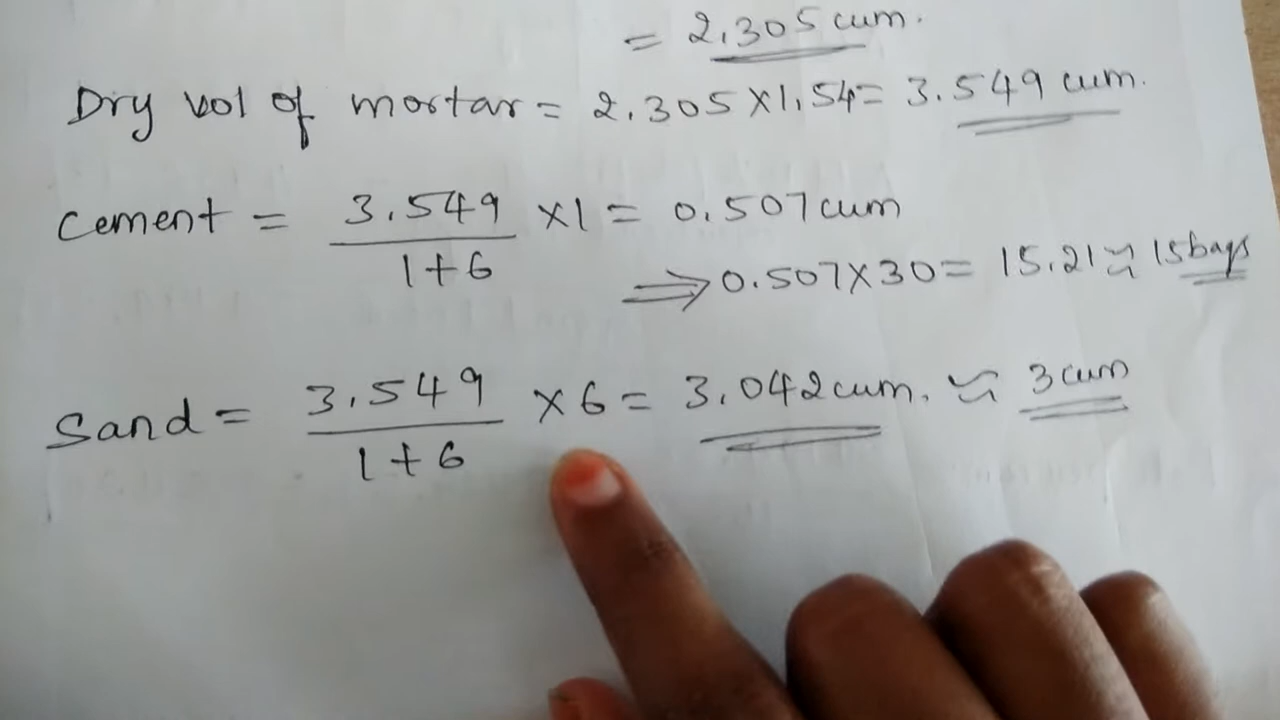 = 2.305 cum.
Dry vol of mortar = 2.305 x 1.54 = 3.549 cum.
Cement = 3.549 / 1+6 x1 = 0.507 cum
⇒ 0.507 x 30 = 15.21 ≈ 15 bags
Sand = 3.549 / 1+6 x 6 = 3.042 cum. ≈ 3 cum